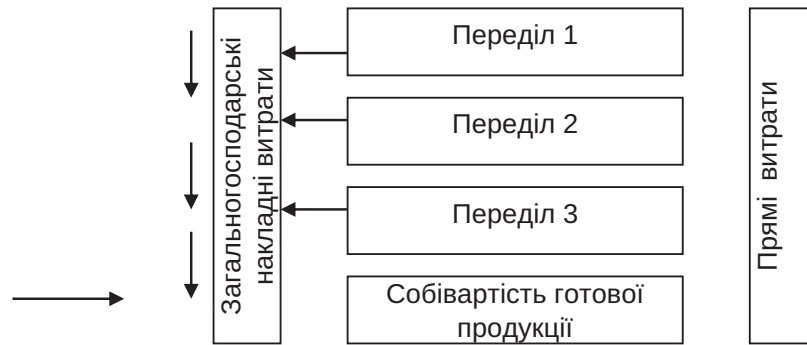 Загальногосподарські
накладні витрати
Переділ 1
Переділ 2
Переділ 3
Собівартість готової
продукції
Прямі витрати